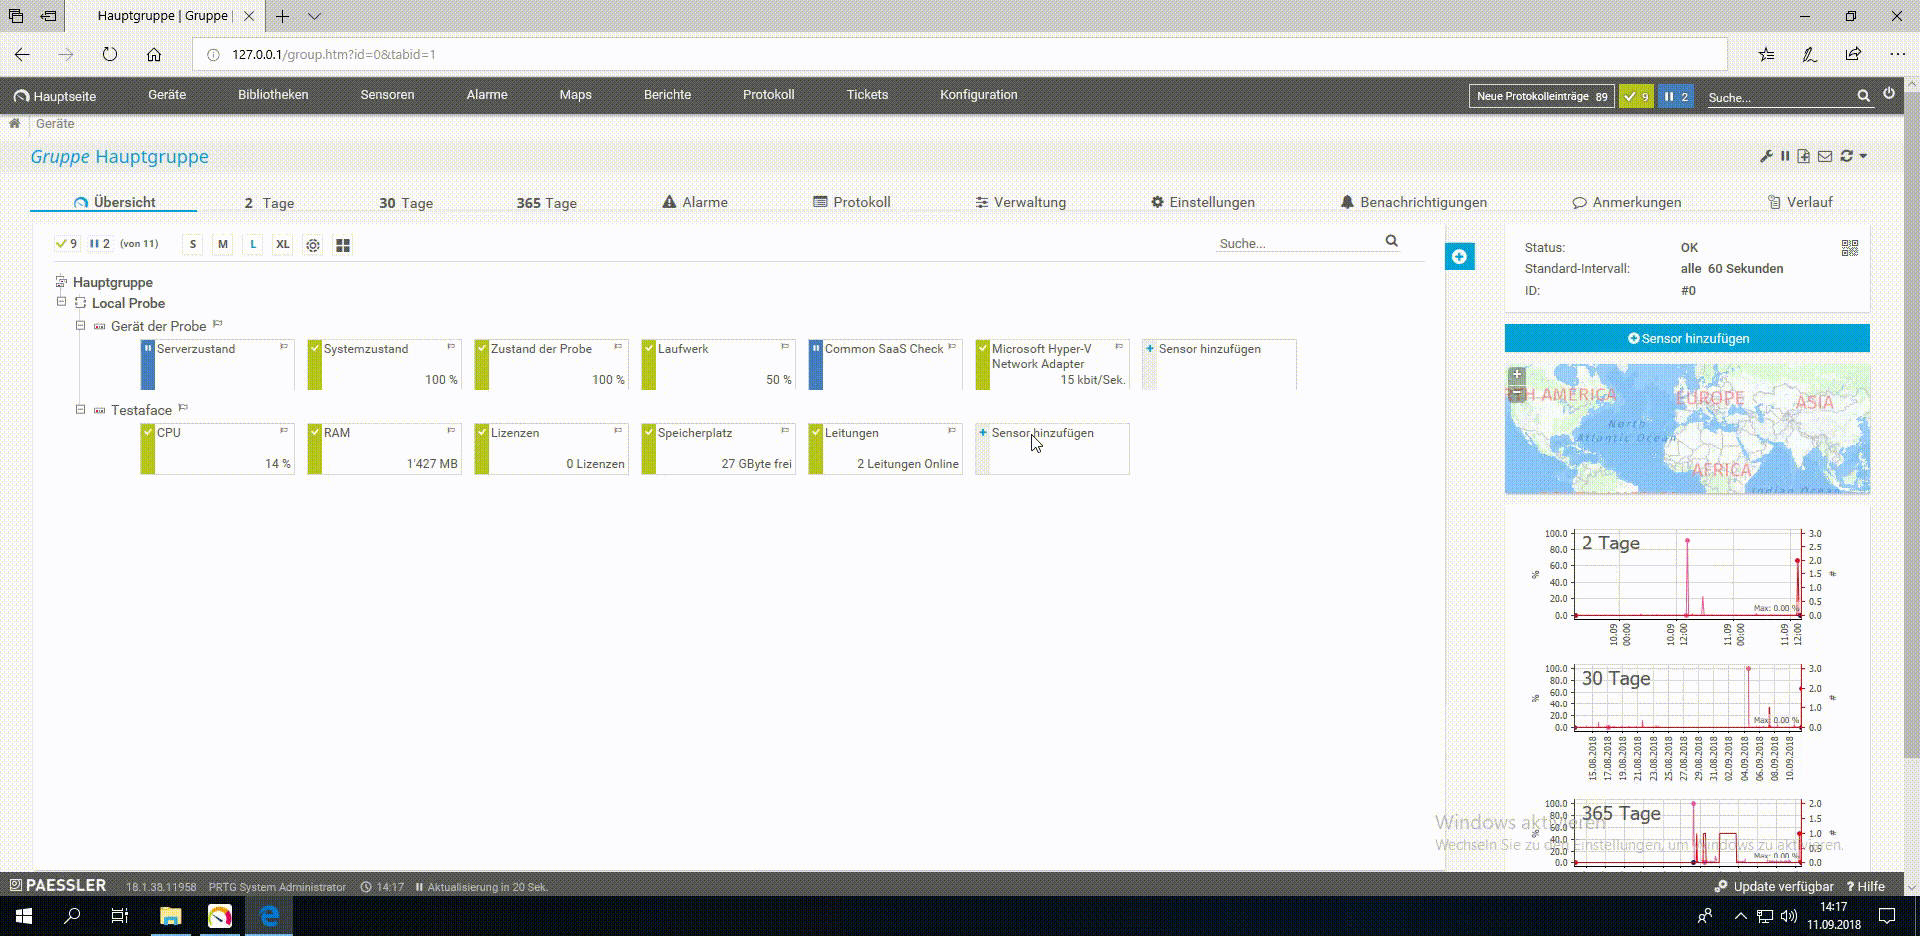 Hauptgruppe | Gruppe |
127.0.0.1/group.htm?id=0&tabid=1
Hauptseite Geräte Bibliotheken Sensoren Alarme Maps Berichte Protokoll Tickets Konfiguration Neue Protokolleinträge 89 9 2 Suche...
Geräte
Gruppe Hauptgruppe
Übersicht 2 Tage 30 Tage 365 Tage Alarme Protokoll Verwaltung Einstellungen Benachrichtigungen Anmerkungen Verlauf
9 2 (von 11) S M L XL Suche...
Hauptgruppe
Local Probe
Gerät der Probe
Serverzustand
Systemzustand
100 %
Zustand der Probe
100 %
Laufwerk
50 %
Common SaaS Check
Microsoft Hyper-V
Network Adapter
15 kbit/Sek.
Sensor hinzufügen
Testaface
CPU
14 %
RAM
1'427 MB
Lizenzen
0 Lizenzen
Speicherplatz
27 GByte frei
Leitungen
2 Leitungen Online
Sensor hinzufügen
Status: OK
Standard-Intervall: alle 60 Sekunden
ID: #0
Sensor hinzufügen
TH AMERICA
EUROPE
ASIA
North
Atlantic Ocean
AFRICA
Indian Ocean
2 Tage
100.0
80.0
60.0
40.0
20.0
0.0
%
3.0
2.5
2.0
1.5
1.0
0.5
0.0
#
Max: 0.00 %
10.09 00:00
10.09 12:00
11.09 00:00
11.09 12:00
30 Tage
100.0
80.0
60.0
40.0
20.0
0.0
%
3.0
2.0
1.0
0.0
#
Max: 0.00 %
15.08.2018
17.08.2018
19.08.2018
21.08.2018
23.08.2018
25.08.2018
27.08.2018
29.08.2018
31.08.2018
02.09.2018
04.09.2018
06.09.2018
08.09.2018
10.09.2018
365 Tage
100.0
80.0
60.0
40.0
20.0
0.0
%
2.0
1.5
1.0
0.5
0.0
#
Max: 0.00 %
Windows aktivieren
Wechseln Sie zu den Einstellungen, um Windows zu aktivieren.
PAESSLER 18.1.38.11958 PRTG System Administrator 14:17 Aktualisierung in 20 Sek. Update verfügbar ? Hilfe
14:17
11.09.2018